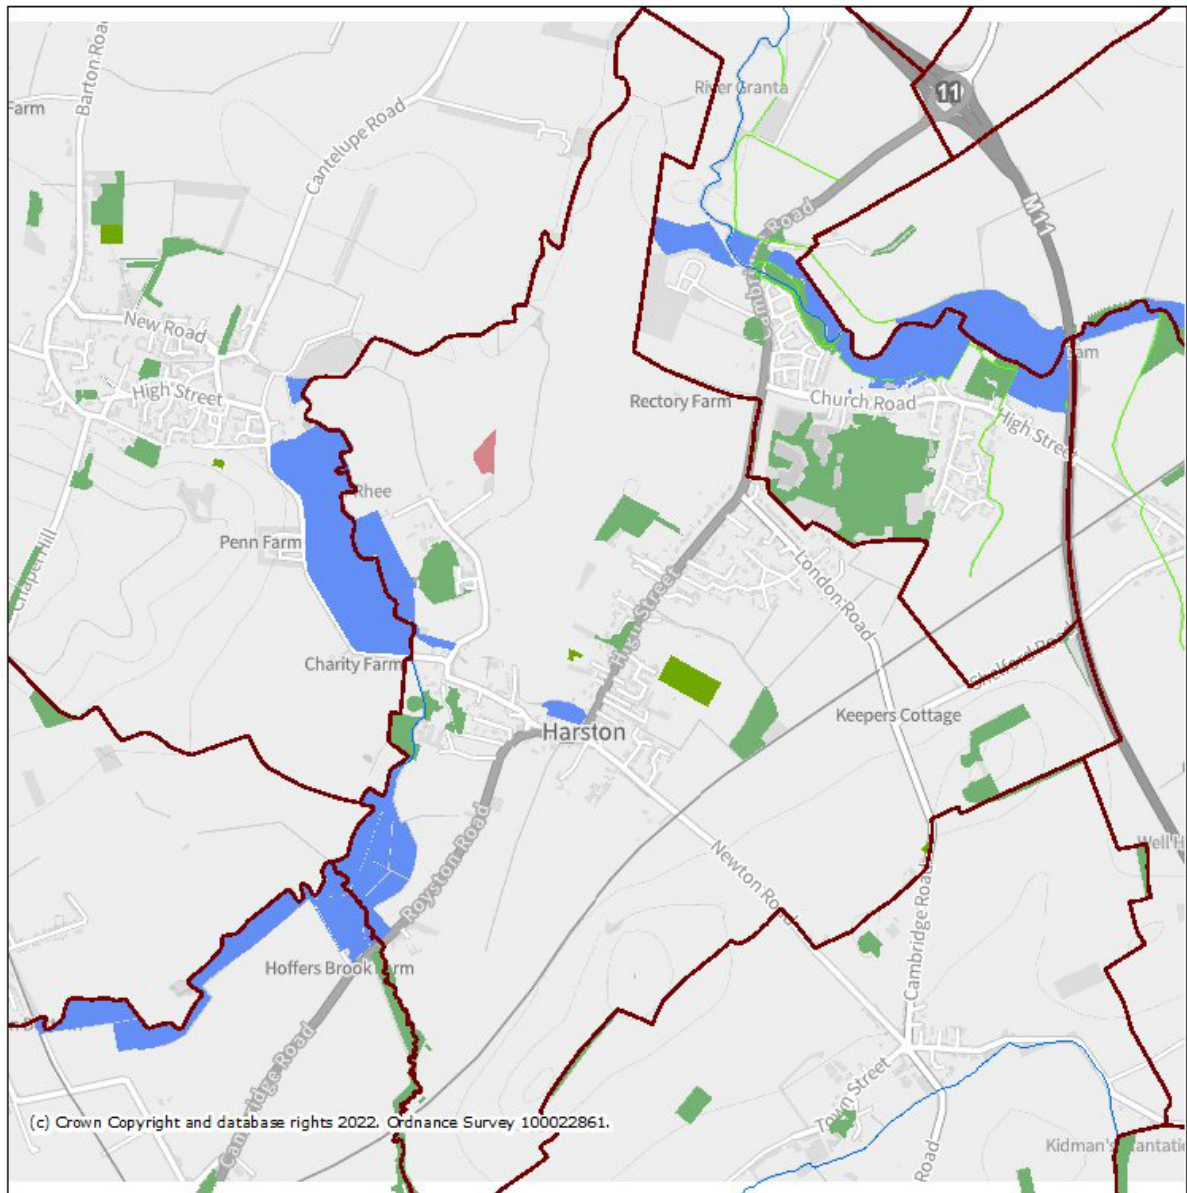 Barton Road
River Granta
11
Farm
Cantelupe Road
M11
Road
New Road
High Street
Rectory Farm
Church Road
High Street
Rhee
Penn Farm
Chapel Hill
London Road
High Street
Charity Farm
Shelford Road
Keepers Cottage
Harston
Royston Road
Newton Road
Well H
Cambridge Road
Hoffers Brook Farm
Cambridge Road
Town Street
(c) Crown Copyright and database rights 2022. Ordnance Survey 100022861.
Road
Kidman's